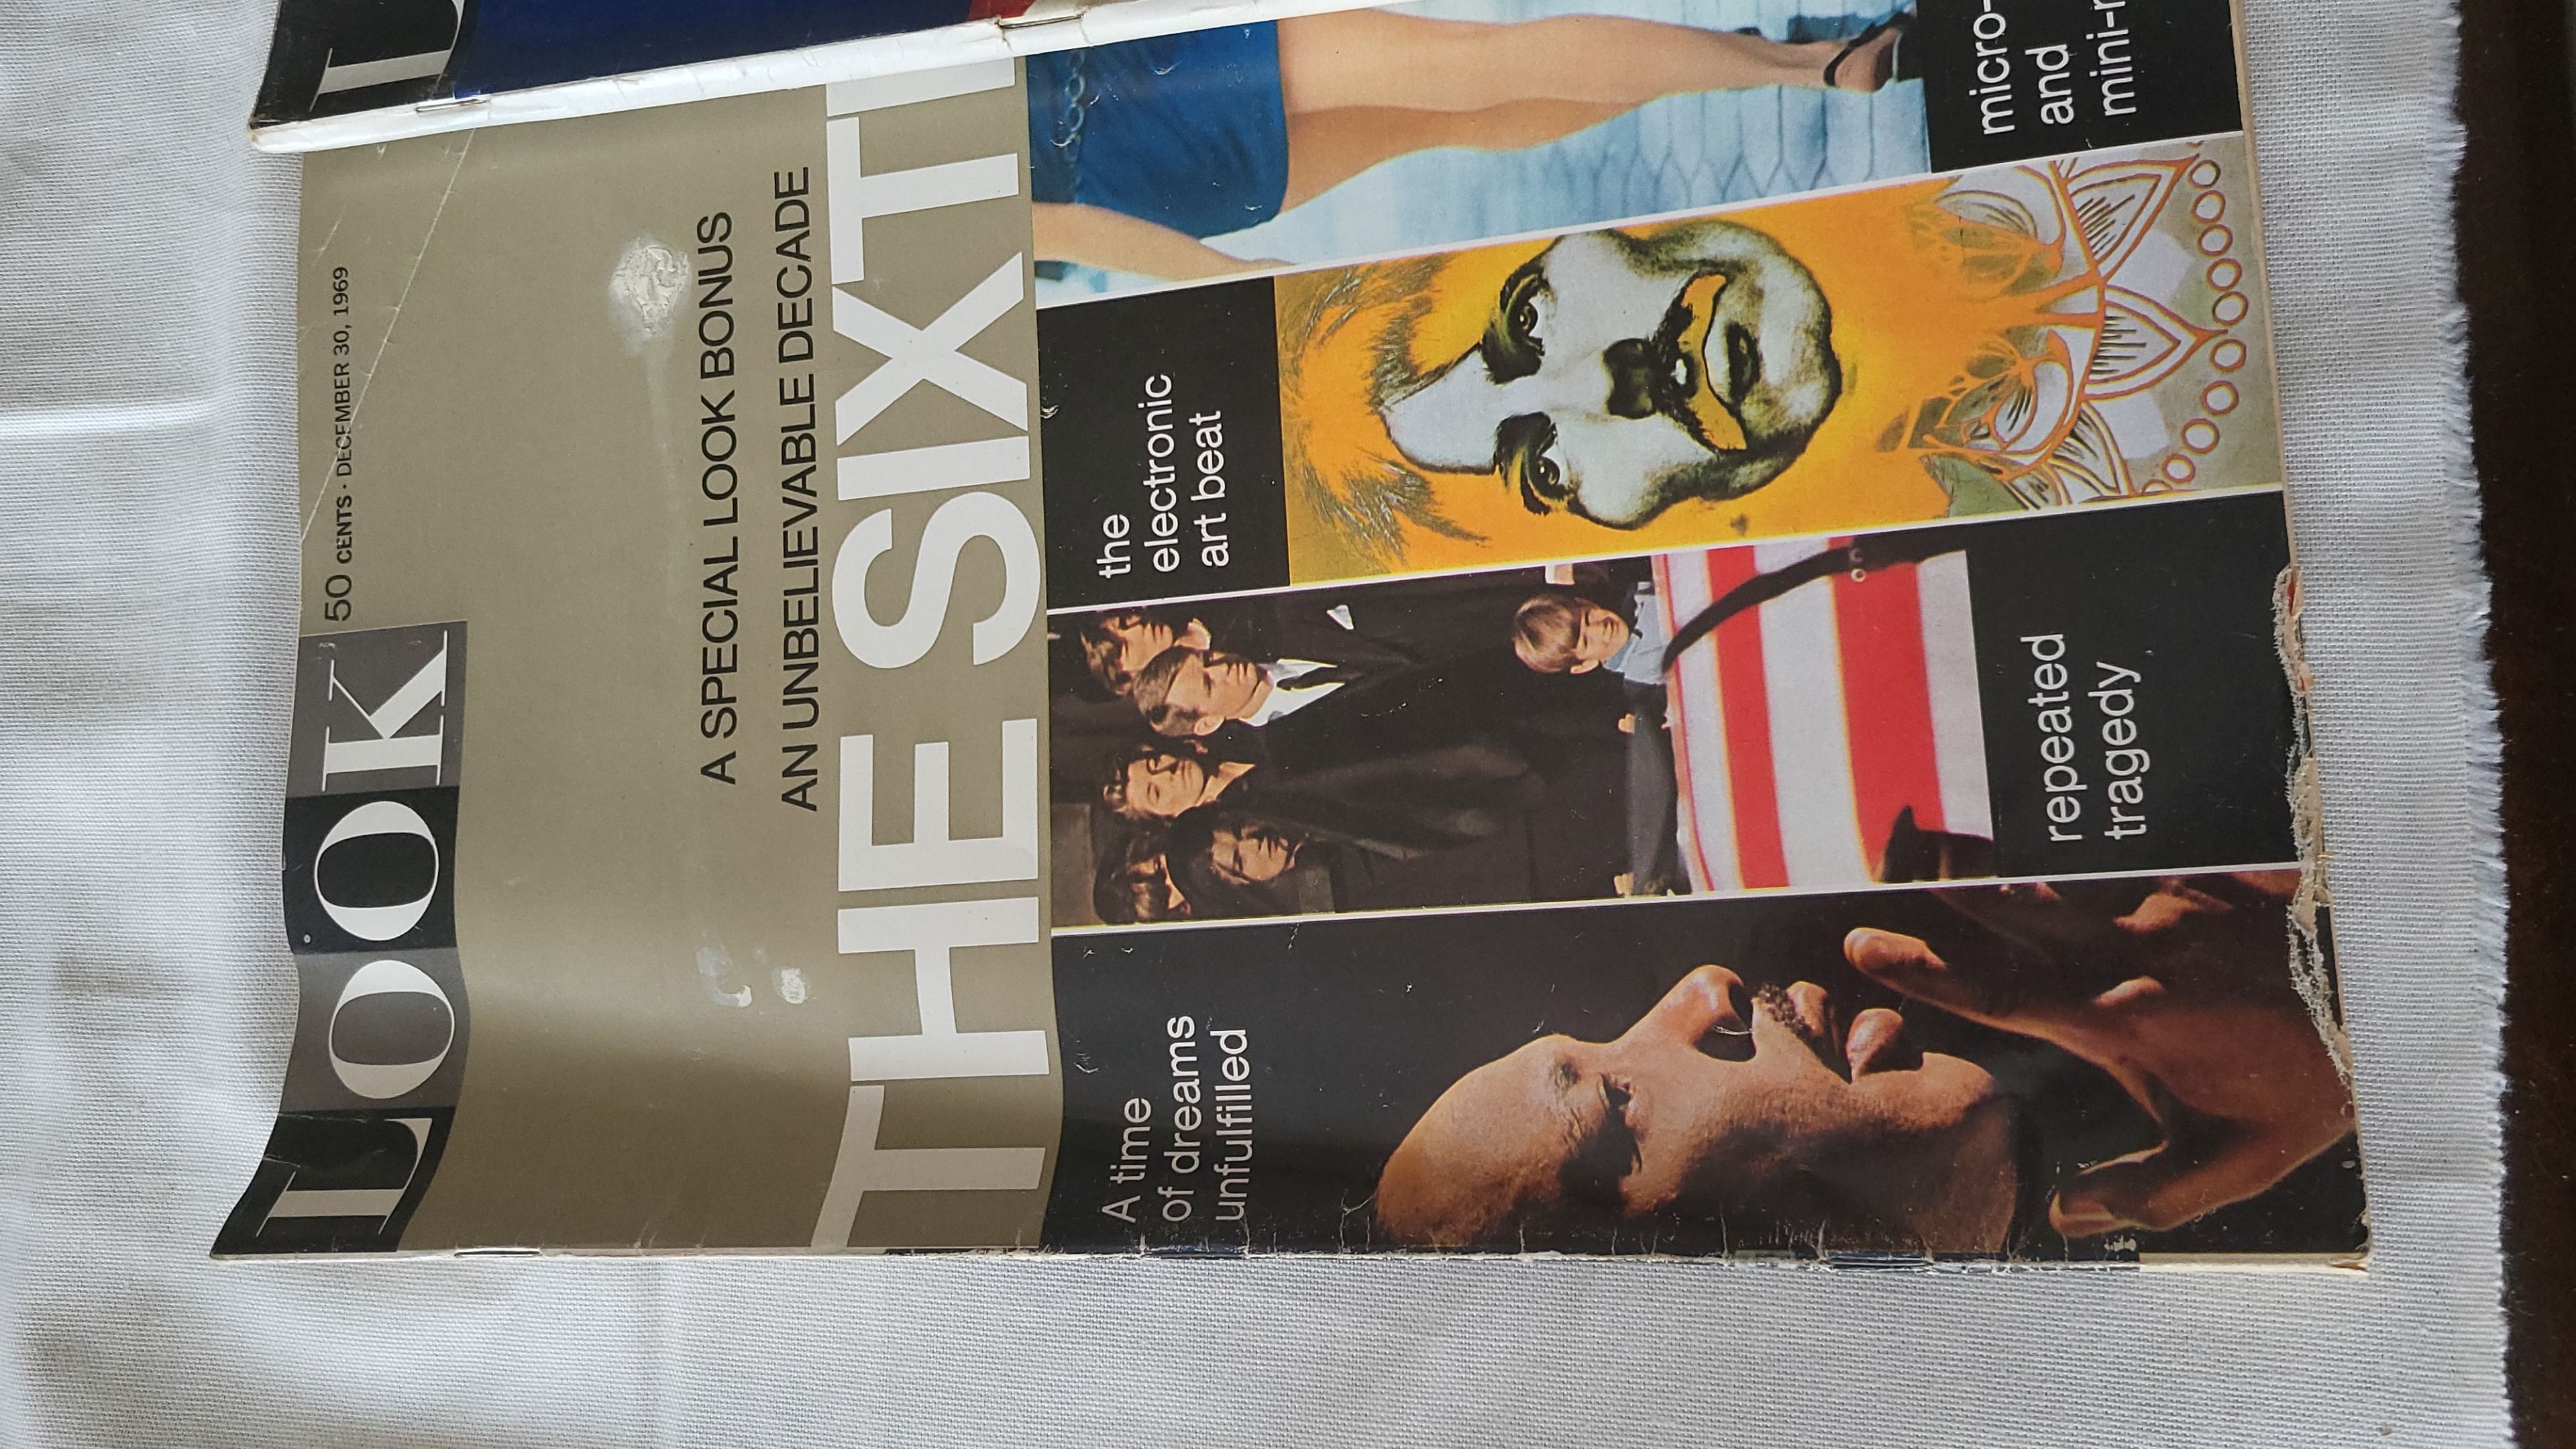 LOOK
50 CENTS · DECEMBER 30, 1969
A SPECIAL LOOK BONUS
AN UNBELIEVABLE DECADE
THE SIXT
A time
of dreams
unfulfilled
repeated
tragedy
the
electronic
art beat
micro-
and
mini-
L